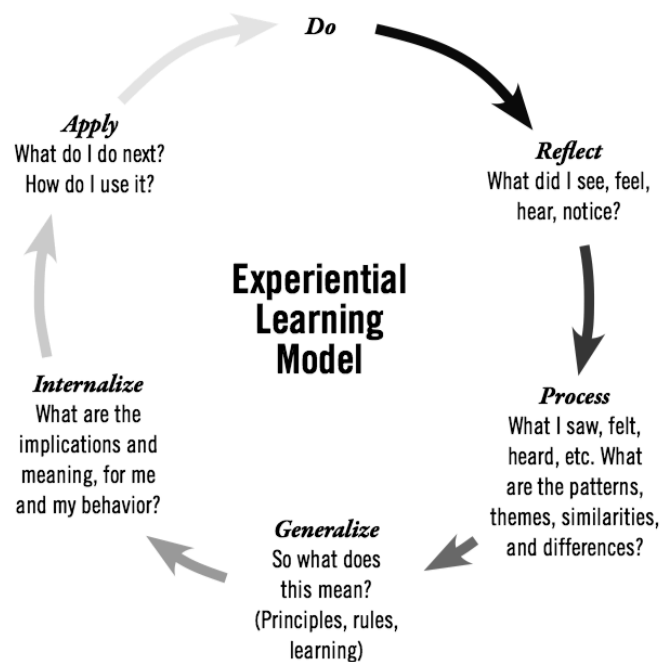 Do
Reflect
What did I see, feel,
hear, notice?
Process
What I saw, felt,
heard, etc. What
are the patterns,
themes, similarities,
and differences?
Generalize
So what does
this mean?
(Principles, rules,
learning)
Internalize
What are the
implications and
meaning, for me
and my behavior?
Apply
What do I do next?
How do I use it?
Experiential
Learning
Model